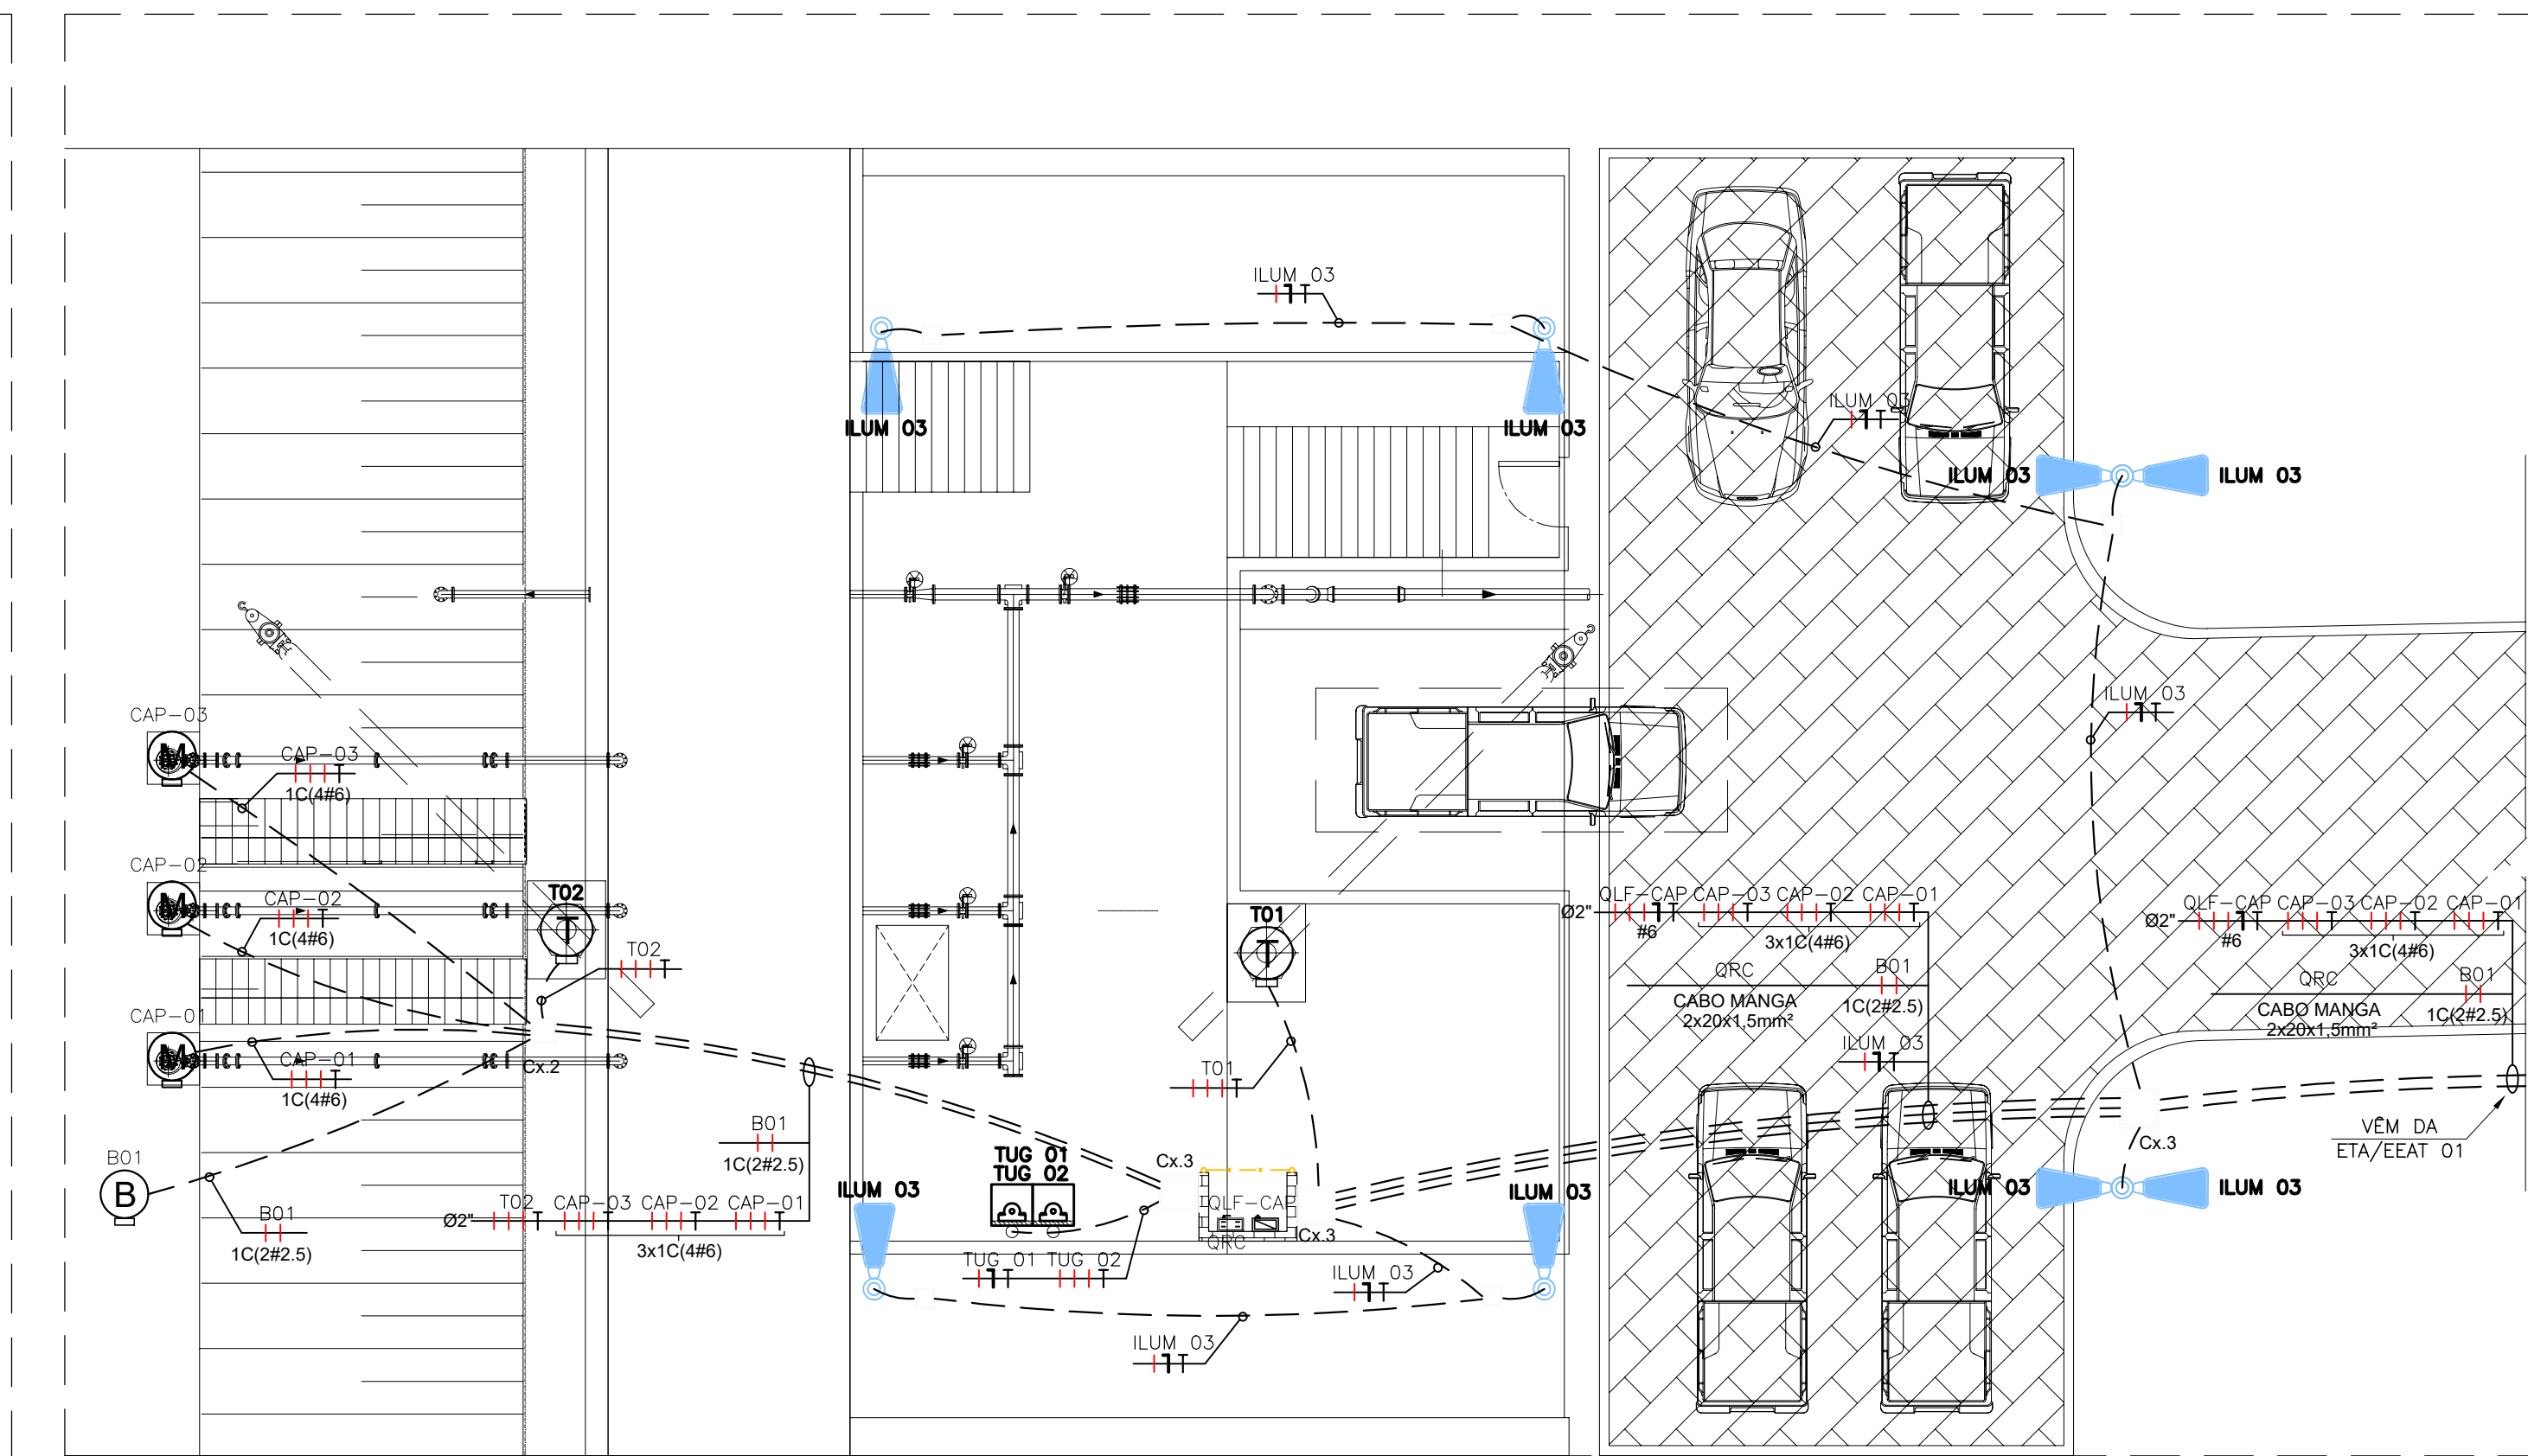 ILUM 03
ILUM 03
ILUM 03
ILUM 03
ILUM 03
ILUM 03
ILUM 03
CAP-03
M
CAP-03
1C(4#6)
CAP-02
M
CAP-02
1C(4#6)
T02
T
T02
T01
T
T01
CAP-01
M
CAP-01
1C(4#6)
Cx.2
Ø2" QLF-CAP CAP-03 CAP-02 CAP-01
#6
3x1C(4#6)
QRC
B01
CABO MANGA
2x20x1,5mm²
1C(2#2.5)
ILUM 03
Ø2" QLF-CAP CAP-03 CAP-02 CAP-01
#6
3x1C(4#6)
QRC
B01
CABO MANGA
2x20x1,5mm²
1C(2#2.5)
VÊM DA
ETA/EEAT 01
Cx.3
B01
B
B01
1C(2#2.5)
B01
1C(2#2.5)
Ø2" T02 CAP-03 CAP-02 CAP-01
3x1C(4#6)
TUG 01
TUG 02
Cx.3
QLF-CAP
QRC
Cx.3
ILUM 03
ILUM 03
ILUM 03
ILUM 03
TUG 01 TUG 02
ILUM 03
ILUM 03